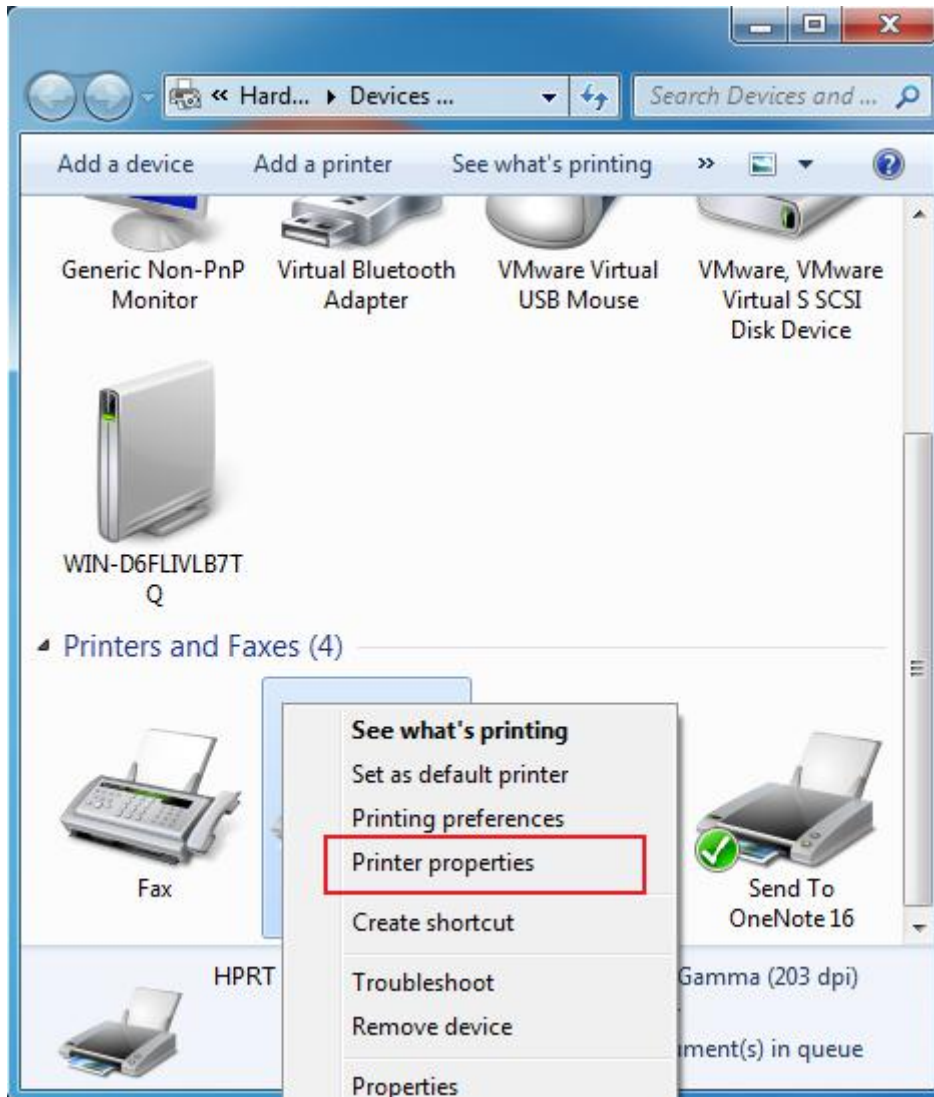 « Hard... ▸ Devices ...
Search Devices and ...
Add a device Add a printer See what's printing »
Generic Non-PnP
Monitor
Virtual Bluetooth
Adapter
VMware Virtual
USB Mouse
VMware, VMware
Virtual S SCSI
Disk Device
WIN-D6FLIVLB7T
Q
Printers and Faxes (4)
Fax
See what's printing
Set as default printer
Printing preferences
Printer properties
Create shortcut
Troubleshoot
Remove device
Properties
Send To
OneNote 16
HPRT
Gamma (203 dpi)
ment(s) in queue